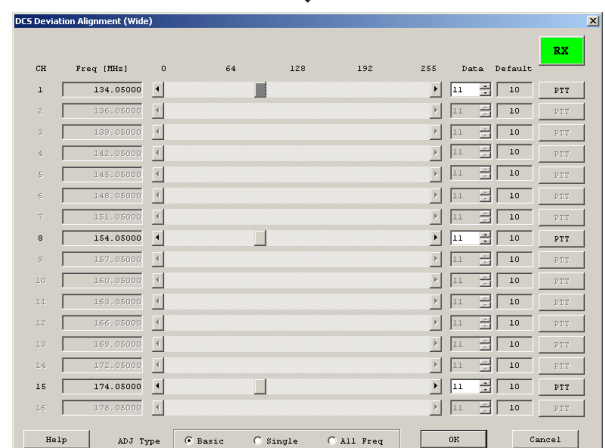 DCS Deviation Alignment (Wide)
RX
CH Freq [MHz] 0 64 128 192 255 Data Default
1 134.05000 11 10 PTT
2 136.05000 11 10 PTT
3 139.05000 11 10 PTT
4 142.05000 11 10 PTT
5 145.05000 11 10 PTT
6 148.05000 11 10 PTT
7 151.05000 11 10 PTT
8 154.05000 11 10 PTT
9 157.05000 11 10 PTT
10 160.05000 11 10 PTT
11 163.05000 11 10 PTT
12 166.05000 11 10 PTT
13 169.05000 11 10 PTT
14 172.05000 11 10 PTT
15 174.05000 11 10 PTT
16 178.05000 11 10 PTT
Help ADJ Type Basic Single All Freq OK Cancel